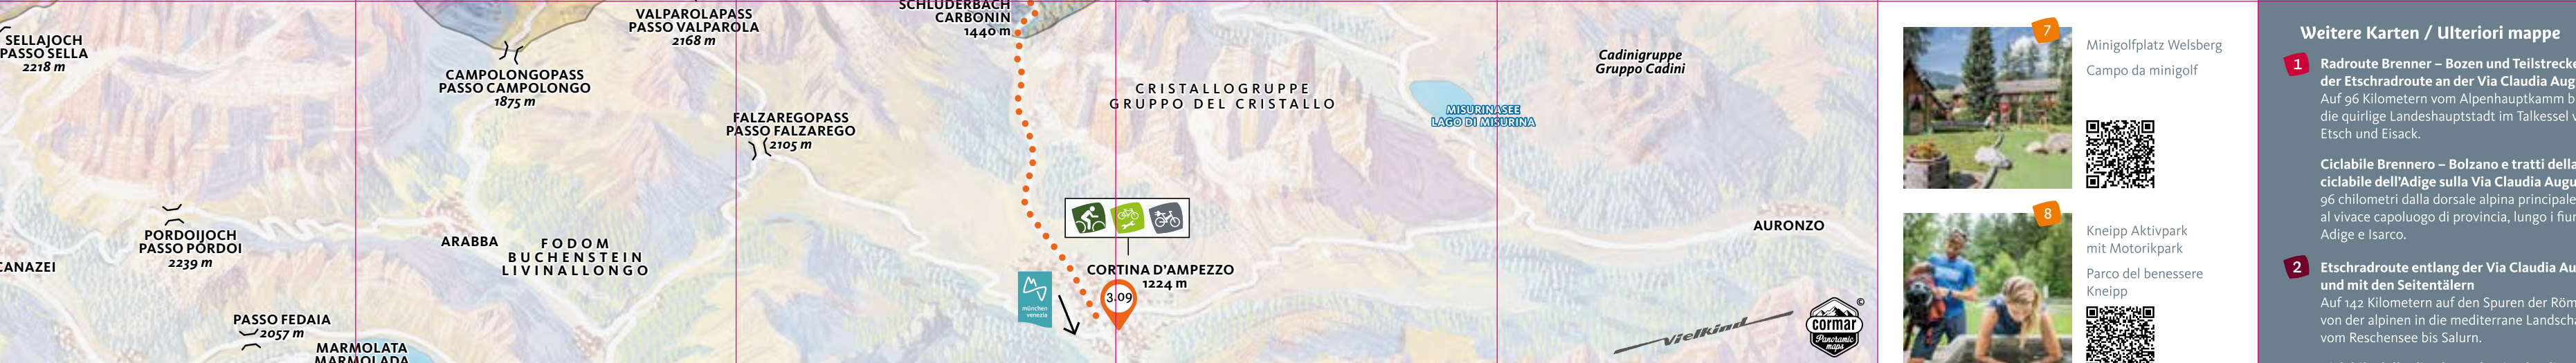 SELLAJOCH
PASSO SELLA
2218 m
CAMPOLONGOPASS
PASSO CAMPOLONGO
1875 m
VALPAROLAPASS
PASSO VALPAROLA
2168 m
SCHLUDERBACH
CARBONIN
1440 m
FALZAREGOPASS
PASSO FALZAREGO
2105 m
CRISTALLOGRUPPE
GRUPPO DEL CRISTALLO
Cadinigruppe
Gruppo Cadini
MISURINASEE
LAGO DI MISURINA
PORDOIJOCH
PASSO PORDOI
2239 m
CANAZEI
ARABBA
FODOM
BUCHENSTEIN
LIVINALLONGO
PASSO FEDAIA
2057 m
MARMOLATA
MARMOLADA
münchen
venezia
CORTINA D'AMPEZZO
1224 m
3.09
AURONZO
Vielkind
©
cormar
Panoramic
maps
7
Minigolfplatz Welsberg
Campo da minigolf
8
Kneipp Aktivpark
mit Motorikpark
Parco del benessere
Kneipp
Weitere Karten / Ulteriori mappe
1
Radroute Brenner – Bozen und Teilstrecke
der Etschradroute an der Via Claudia Aug
Auf 96 Kilometern vom Alpenhauptkamm b
die quirlige Landeshauptstadt im Talkessel v
Etsch und Eisack.
Ciclabile Brennero – Bolzano e tratti della
ciclabile dell'Adige sulla Via Claudia Augu
96 chilometri dalla dorsale alpina principale
al vivace capoluogo di provincia, lungo i fiu
Adige e Isarco.
2
Etschradroute entlang der Via Claudia Au
und mit den Seitentälern
Auf 142 Kilometern auf den Spuren der Röm
von der alpinen in die mediterrane Landscha
vom Reschensee bis Salurn.